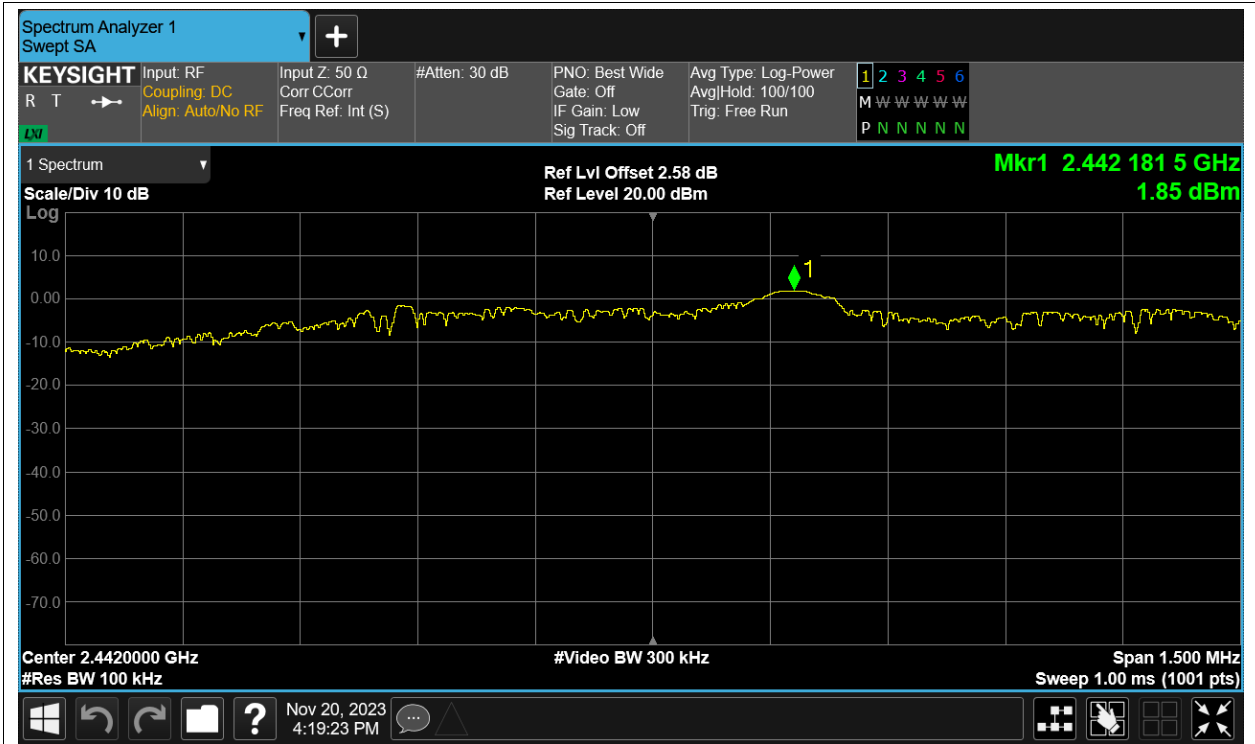 Spectrum Analyzer 1
Swept SA
KEYSIGHT
R T
LXI
Input: RF
Coupling: DC
Align: Auto/No RF
Input Z: 50 Ω
Corr CCorr
Freq Ref: Int (S)
#Atten: 30 dB
PNO: Best Wide
Gate: Off
IF Gain: Low
Sig Track: Off
Avg Type: Log-Power
Avg|Hold: 100/100
Trig: Free Run
1 2 3 4 5 6
M W W W W W
P N N N N N
1 Spectrum
Scale/Div 10 dB
Log
Ref Lvl Offset 2.58 dB
Ref Level 20.00 dBm
Mkr1 2.442 181 5 GHz
1.85 dBm
1
10.0
0.00
-10.0
-20.0
-30.0
-40.0
-50.0
-60.0
-70.0
Center 2.4420000 GHz
#Res BW 100 kHz
#Video BW 300 kHz
Span 1.500 MHz
Sweep 1.00 ms (1001 pts)
?
Nov 20, 2023
4:19:23 PM